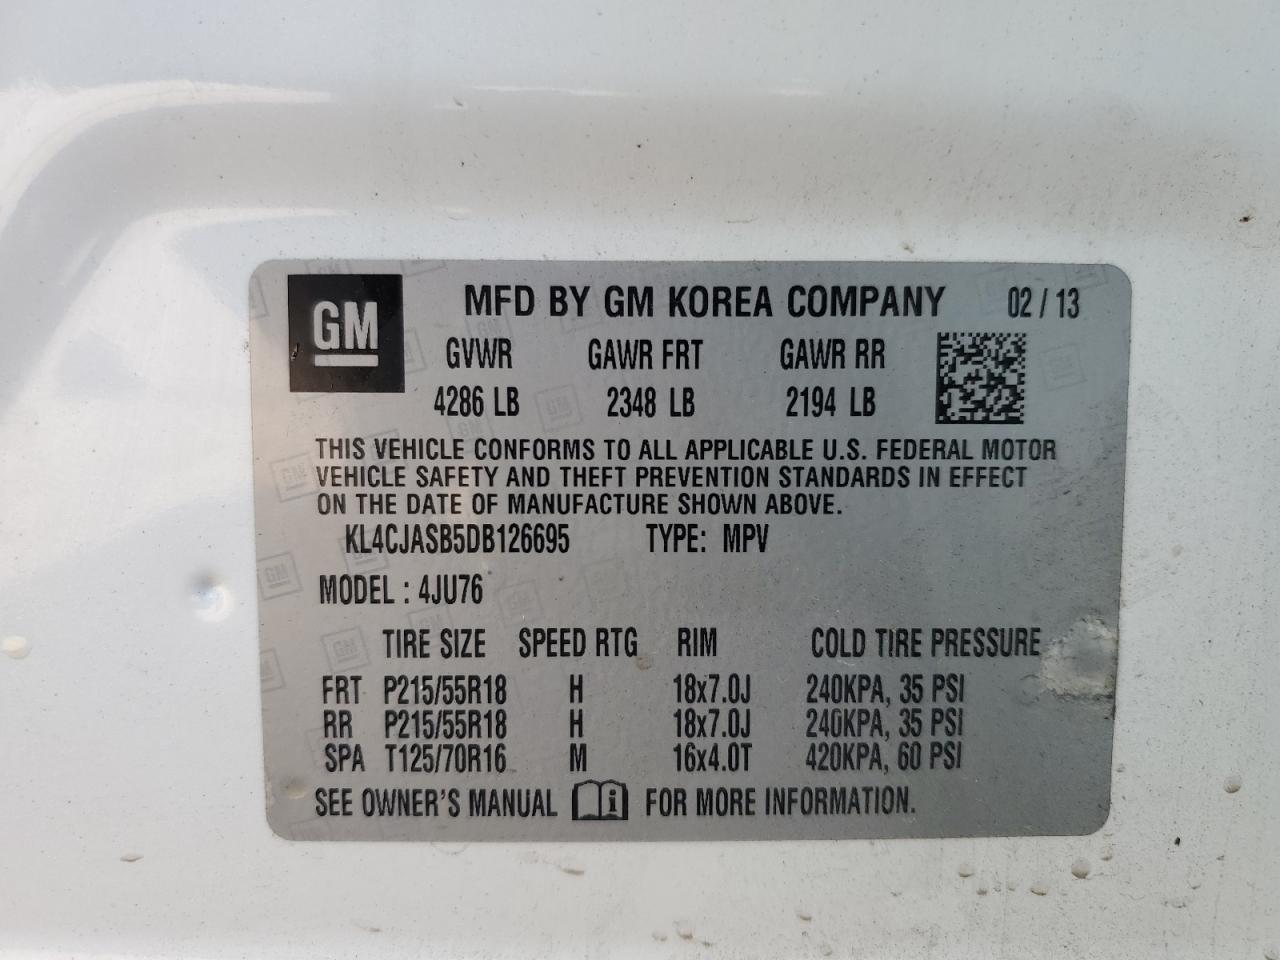 GM MFD BY GM KOREA COMPANY 02 / 13
GVWR GAWR FRT GAWR RR
4286 LB 2348 LB 2194 LB
THIS VEHICLE CONFORMS TO ALL APPLICABLE U.S. FEDERAL MOTOR
VEHICLE SAFETY AND THEFT PREVENTION STANDARDS IN EFFECT
ON THE DATE OF MANUFACTURE SHOWN ABOVE.
KL4CJASB5DB126695 TYPE: MPV
MODEL : 4JU76
TIRE SIZE SPEED RTG RIM COLD TIRE PRESSURE
FRT P215/55R18 H 18x7.0J 240KPA, 35 PSI
RR P215/55R18 H 18x7.0J 240KPA, 35 PSI
SPA T125/70R16 M 16x4.0T 420KPA, 60 PSI
SEE OWNER'S MANUAL i FOR MORE INFORMATION.